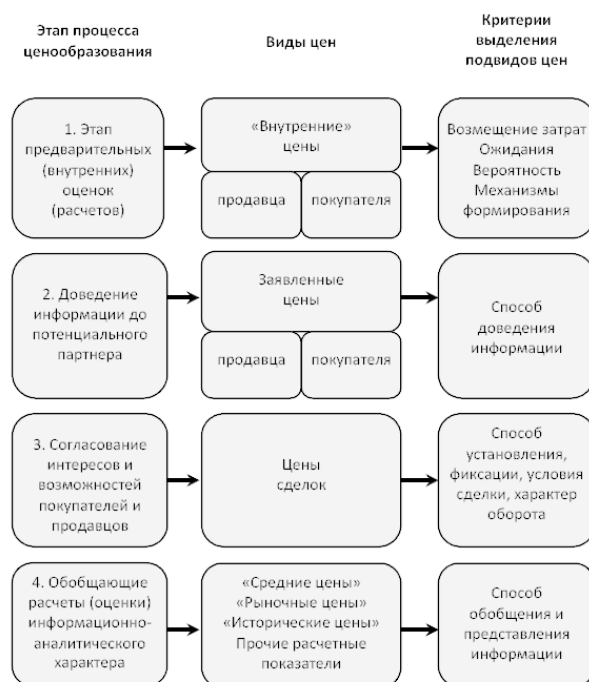 Этап процесса
ценообразования
Виды цен
Критерии
выделения
подвидов цен
1. Этап
предварительных
(внутренних)
оценок
(расчетов)
«Внутренние»
цены
продавца
покупателя
Возмещение затрат
Ожидания
Вероятность
Механизмы
формирования
2. Доведение
информации до
потенциального
партнера
Заявленные
цены
продавца
покупателя
Способ
доведения
информации
3. Согласование
интересов и
возможностей
покупателей и
продавцов
Цены
сделок
Способ
установления,
фиксации, условия
сделки, характер
оборота
4. Обобщающие
расчеты (оценки)
информационно-
аналитического
характера
«Средние цены»
«Рыночные цены»
«Исторические цены»
Прочие расчетные
показатели
Способ
обобщения и
представления
информации